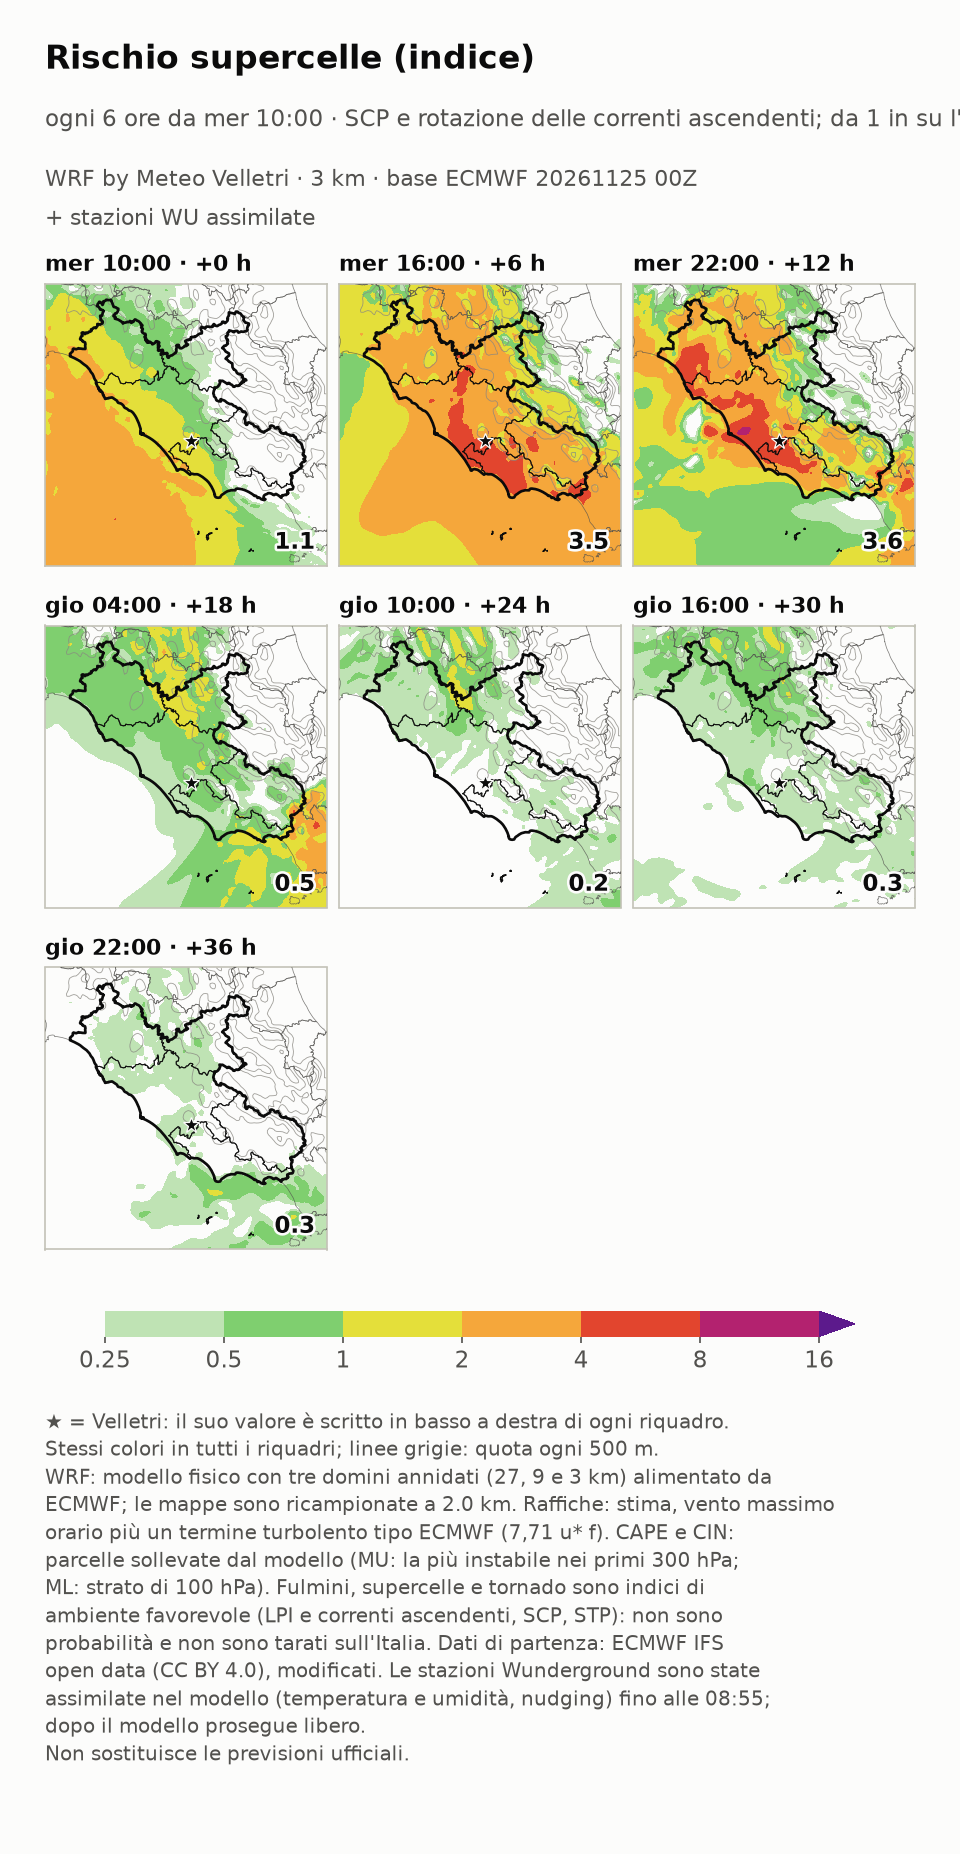 Rischio supercelle (indice)
ogni 6 ore da mer 10:00 · SCP e rotazione delle correnti ascendenti; da 1 in su l'
WRF by Meteo Velletri · 3 km · base ECMWF 20261125 00Z
+ stazioni WU assimilate
mer 10:00 · +0 h
mer 16:00 · +6 h
mer 22:00 · +12 h
1.1
3.5
3.6
gio 04:00 · +18 h
gio 10:00 · +24 h
gio 16:00 · +30 h
0.5
0.2
0.3
gio 22:00 · +36 h
0.3
0.25 0.5 1 2 4 8 16
★ = Velletri: il suo valore è scritto in basso a destra di ogni riquadro.
Stessi colori in tutti i riquadri; linee grigie: quota ogni 500 m.
WRF: modello fisico con tre domini annidati (27, 9 e 3 km) alimentato da
ECMWF; le mappe sono ricampionate a 2.0 km. Raffiche: stima, vento massimo
orario più un termine turbolento tipo ECMWF (7,71 u* f). CAPE e CIN:
parcelle sollevate dal modello (MU: la più instabile nei primi 300 hPa;
ML: strato di 100 hPa). Fulmini, supercelle e tornado sono indici di
ambiente favorevole (LPI e correnti ascendenti, SCP, STP): non sono
probabilità e non sono tarati sull'Italia. Dati di partenza: ECMWF IFS
open data (CC BY 4.0), modificati. Le stazioni Wunderground sono state
assimilate nel modello (temperatura e umidità, nudging) fino alle 08:55;
dopo il modello prosegue libero.
Non sostituisce le previsioni ufficiali.